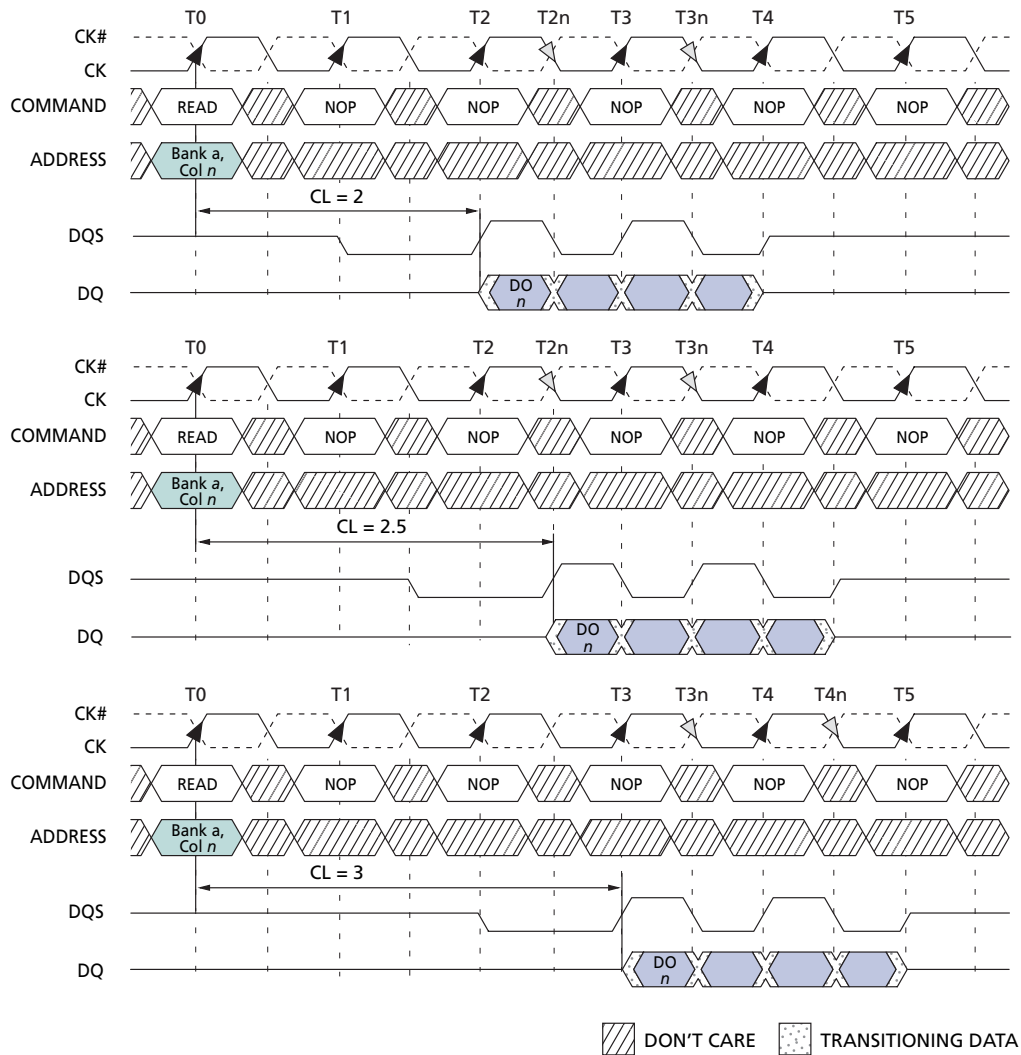 T0 T1 T2 T2n T3 T3n T4 T5
CK#
CK
COMMAND READ NOP NOP NOP NOP NOP
ADDRESS Bank a,
Col n
CL = 2
DQS
DQ DO
n
T0 T1 T2 T2n T3 T3n T4 T5
CK#
CK
COMMAND READ NOP NOP NOP NOP NOP
ADDRESS Bank a,
Col n
CL = 2.5
DQS
DQ DO
n
T0 T1 T2 T3 T3n T4 T4n T5
CK#
CK
COMMAND READ NOP NOP NOP NOP NOP
ADDRESS Bank a,
Col n
CL = 3
DQS
DQ DO
n
DON'T CARE TRANSITIONING DATA